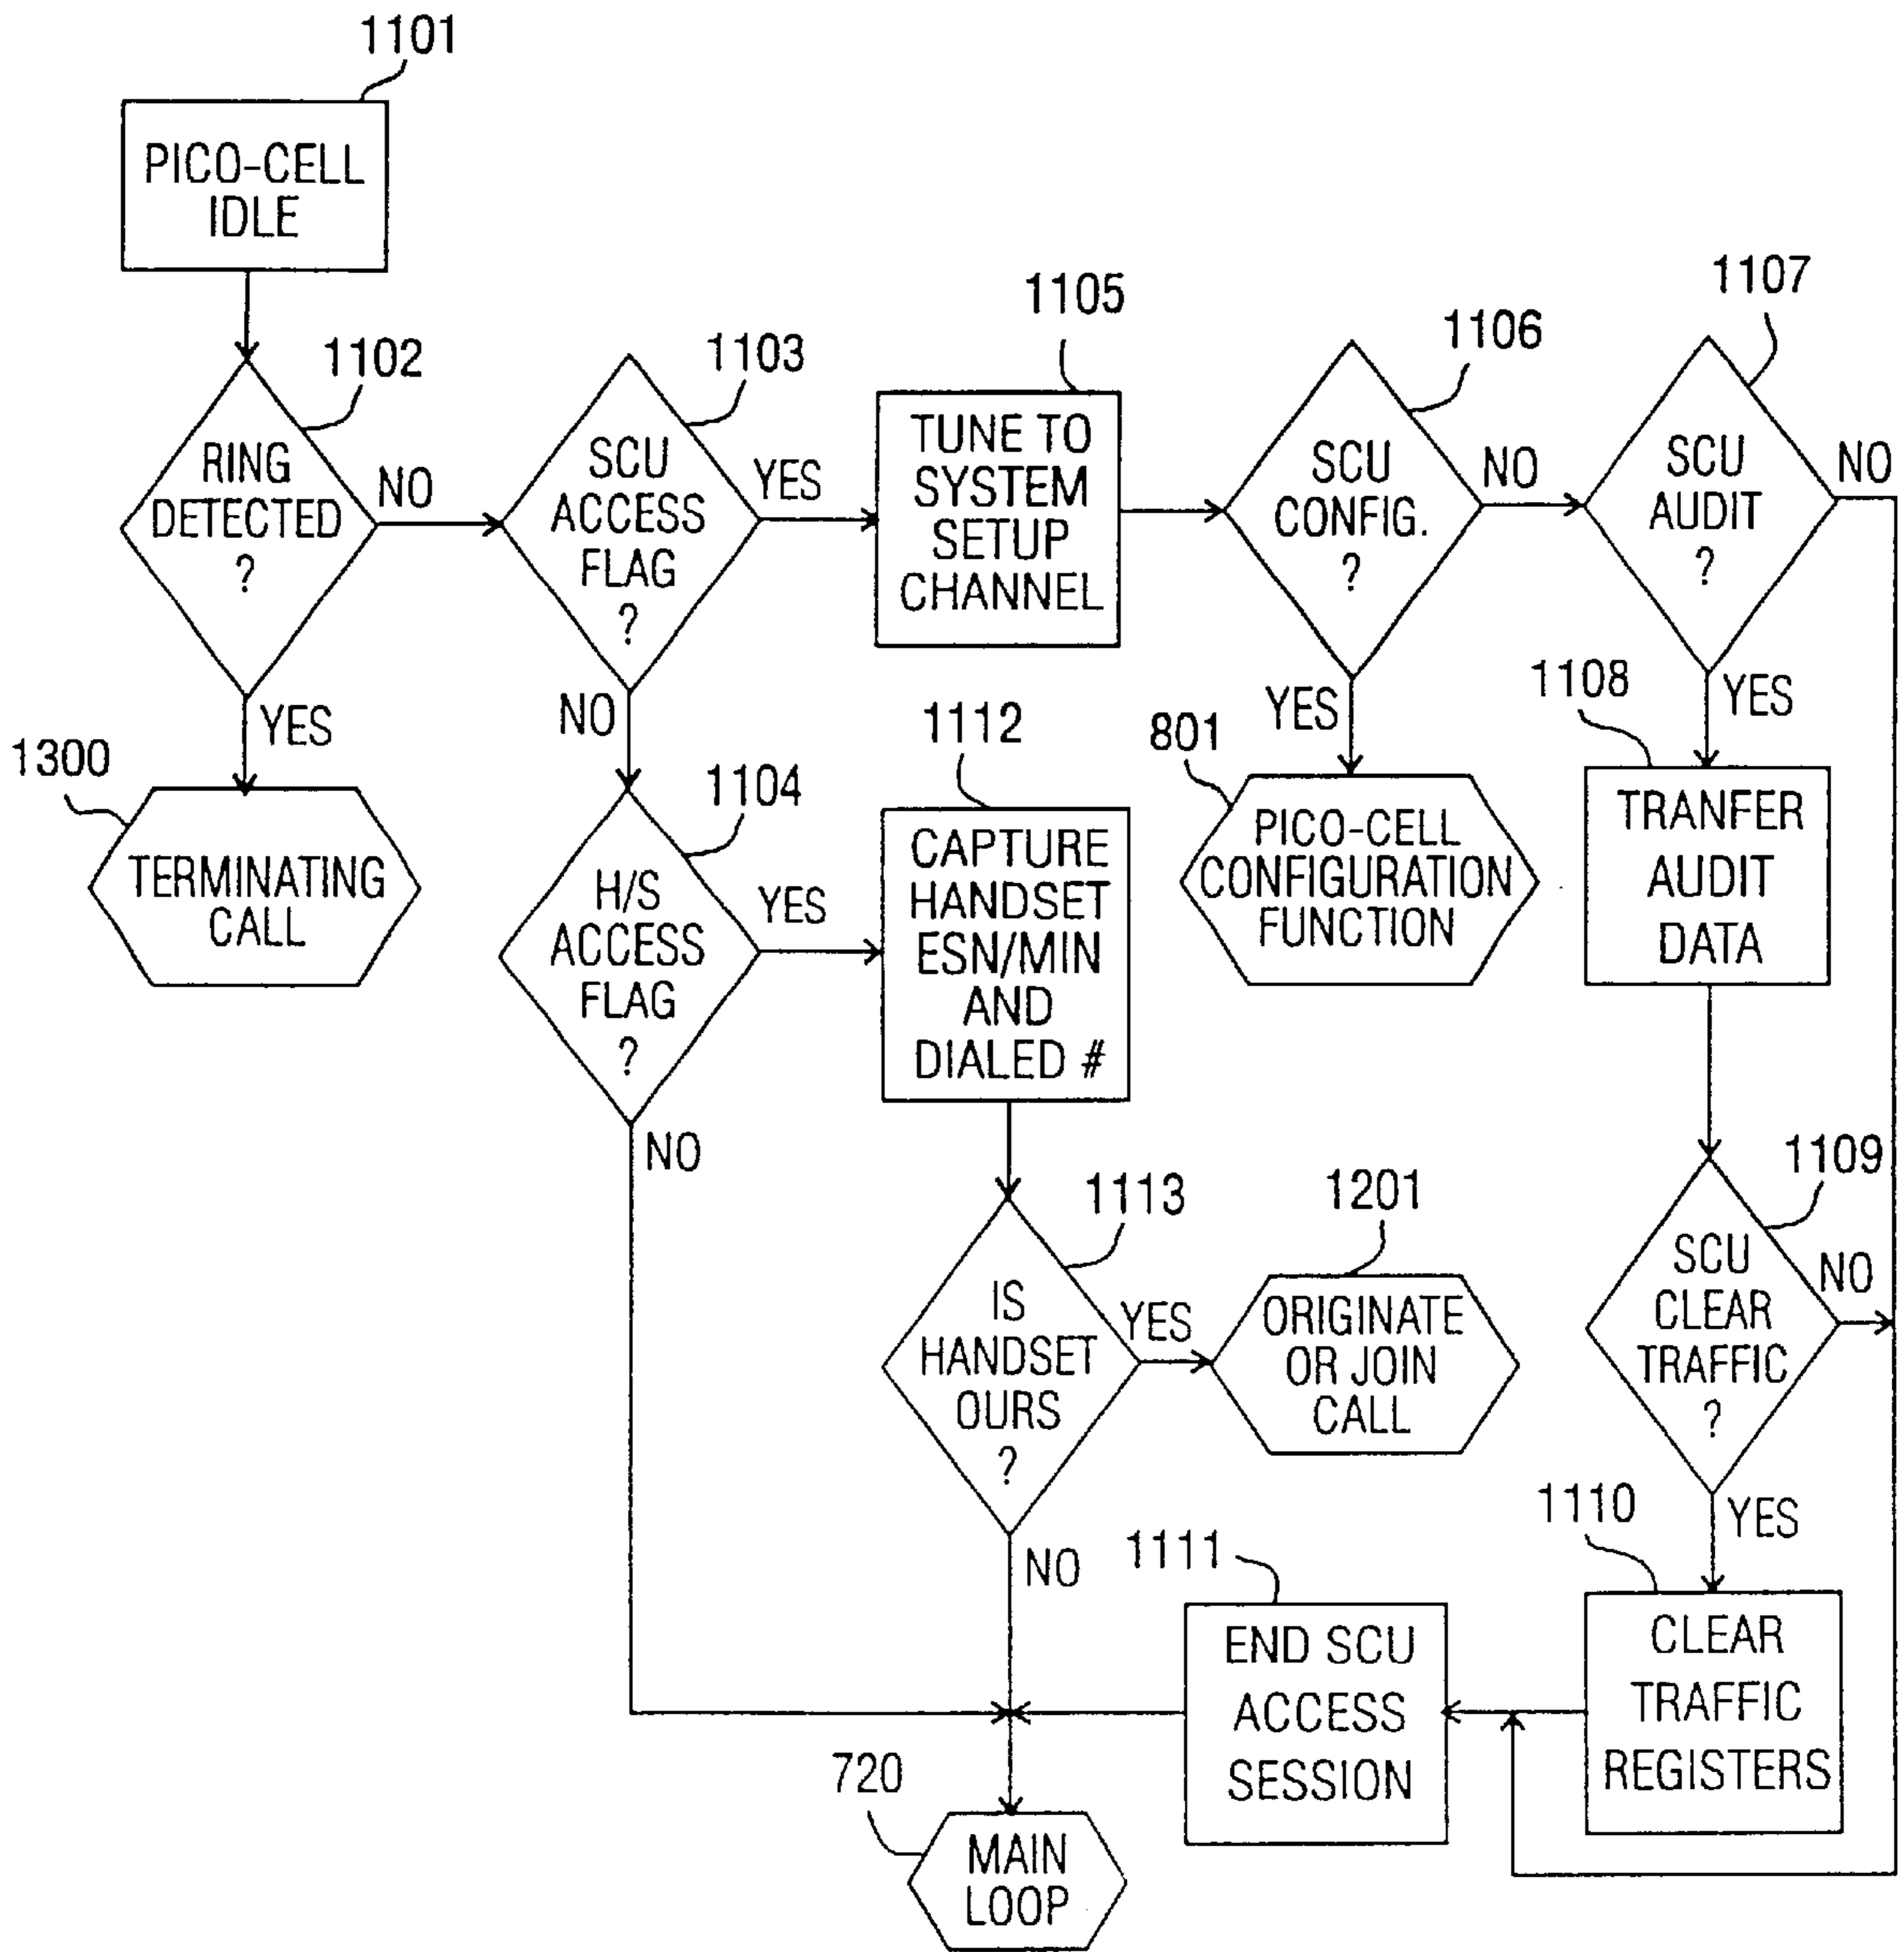 1101
PICO-CELL
IDLE
1102
RING
DETECTED
?
NO
YES
1300
TERMINATING
CALL
1103
SCU
ACCESS
FLAG
?
YES
NO
1105
TUNE TO
SYSTEM
SETUP
CHANNEL
1106
SCU
CONFIG.
?
NO
YES
801
PICO-CELL
CONFIGURATION
FUNCTION
1107
SCU
AUDIT
?
NO
YES
1108
TRANFER
AUDIT
DATA
1104
H/S
ACCESS
FLAG
?
YES
NO
1112
CAPTURE
HANDSET
ESN/MIN
AND
DIALED #
1113
IS
HANDSET
OURS
?
YES
NO
1201
ORIGINATE
OR JOIN
CALL
1109
SCU
CLEAR
TRAFFIC
?
NO
YES
1110
CLEAR
TRAFFIC
REGISTERS
1111
END SCU
ACCESS
SESSION
720
MAIN
LOOP